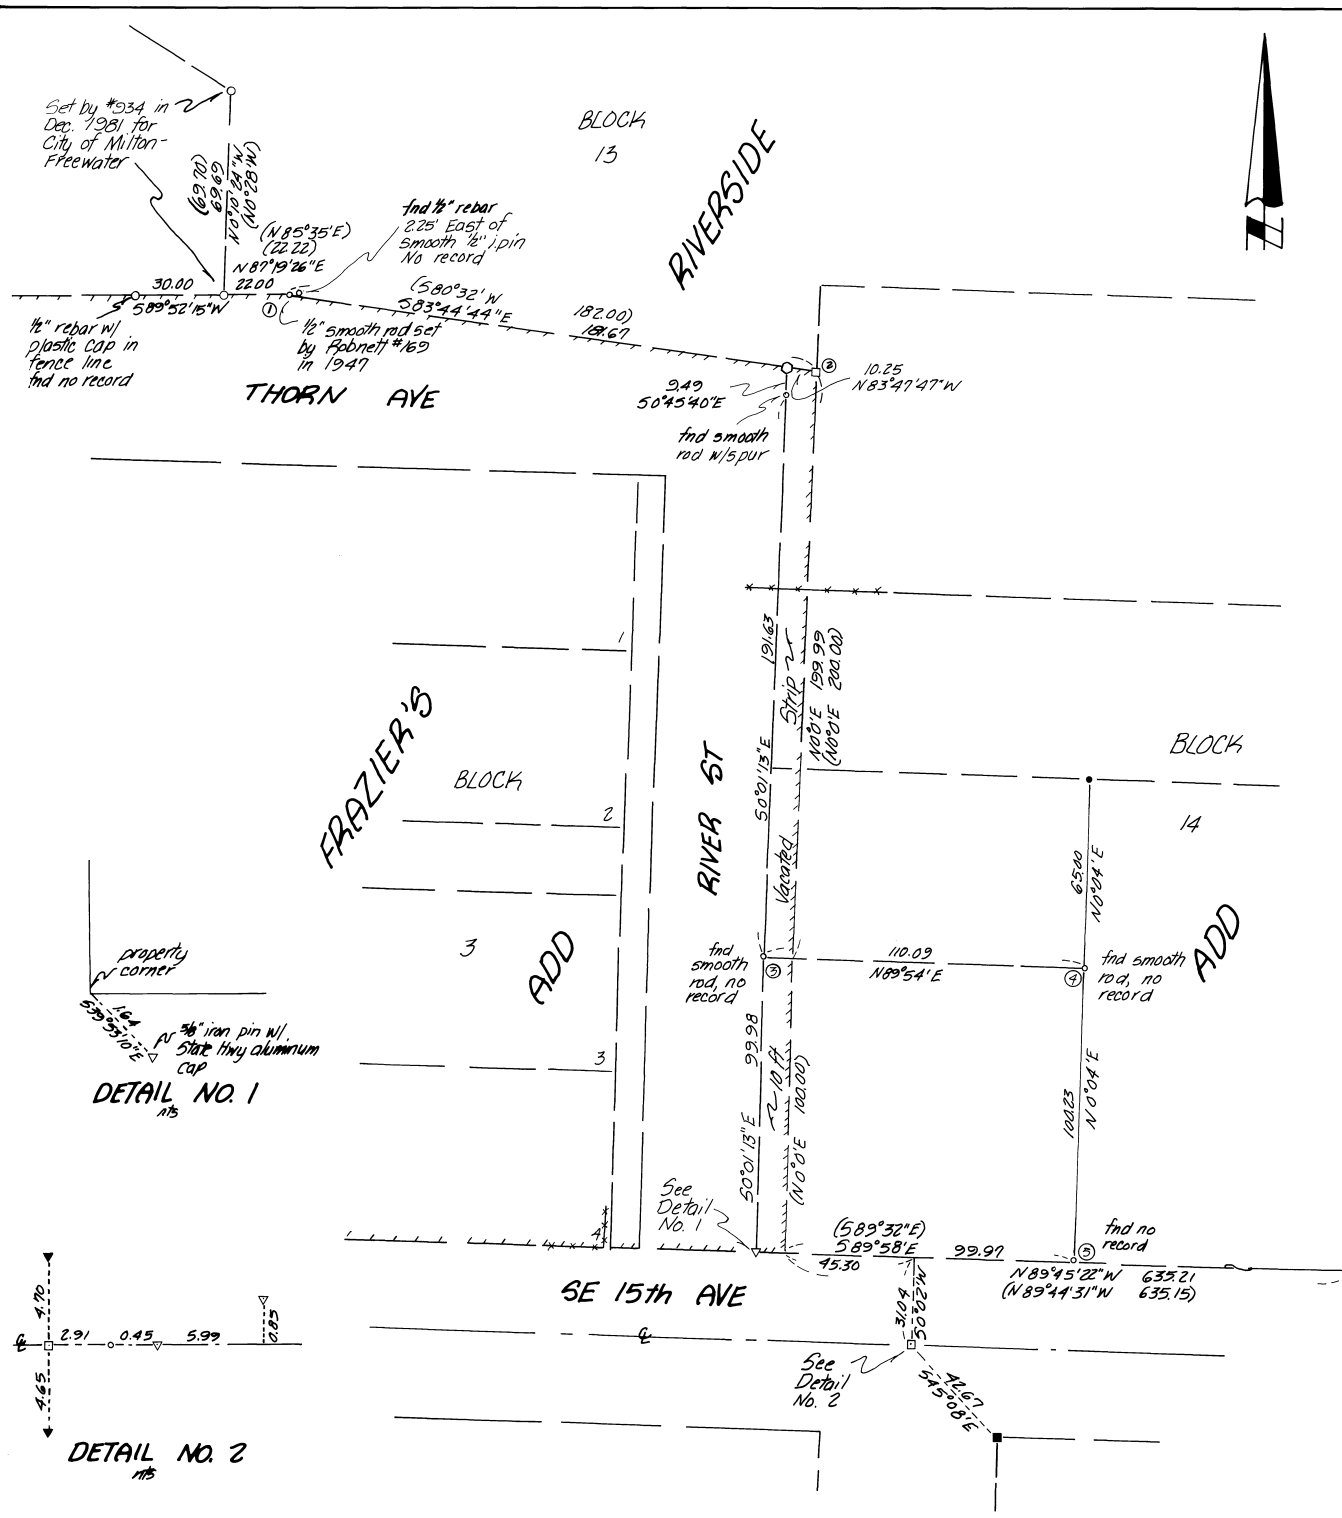 Set by #934 in
Dec. 1981 for
City of Milton-
Freewater
(69.70)
69.69
N0°10'24"W
(N0°28'W)
BLOCK
13
RIVERSIDE
(N85°35'E)
(22.22)
N87°19'26"E
22.00
30.00
S89°52'15"W
1
fnd 1/2" rebar
2.25' East of
smooth 1/2" i.pin
No record
(S80°32'W
182.00)
S83°44'44"E
181.67
1/2" rebar w/
plastic cap in
fence line
fnd no record
1/2" smooth rod set
by Robnett #169
in 1947
THORN AVE
9.49
S0°45'40"E
2
10.25
N83°47'47"W
fnd smooth
rod w/spur
191.63
S0°01'13"E
Strip
Vacated
N0°0'E 199.99
(N0°0'E 200.00)
1
FRAZIER'S
BLOCK
2
3
ADD
3
4
RIVER ST
BLOCK
14
ADD
65.00
N0°04'E
fnd
smooth
rod, no
record
3
110.09
N89°54'E
4
fnd smooth
rod, no
record
99.98
S0°01'13"E
10 ft
(N0°0'E 100.00)
100.23
N0°04'E
property
corner
1.64
S39°53'10"E
5/8" iron pin w/
State Hwy aluminum
cap
DETAIL NO. 1
nts
See
Detail
No. 1
(S89°32"E)
S89°58'E
45.30
99.97
5
fnd no
record
N89°45'22"W 635.21
(N89°44'31"W 635.15)
SE 15th AVE
31.04
S0°02'W
℄
See
Detail
No. 2
42.67
S45°08'E
4.70
℄
2.91
0.45
5.99
0.85
4.65
DETAIL NO. 2
nts
N